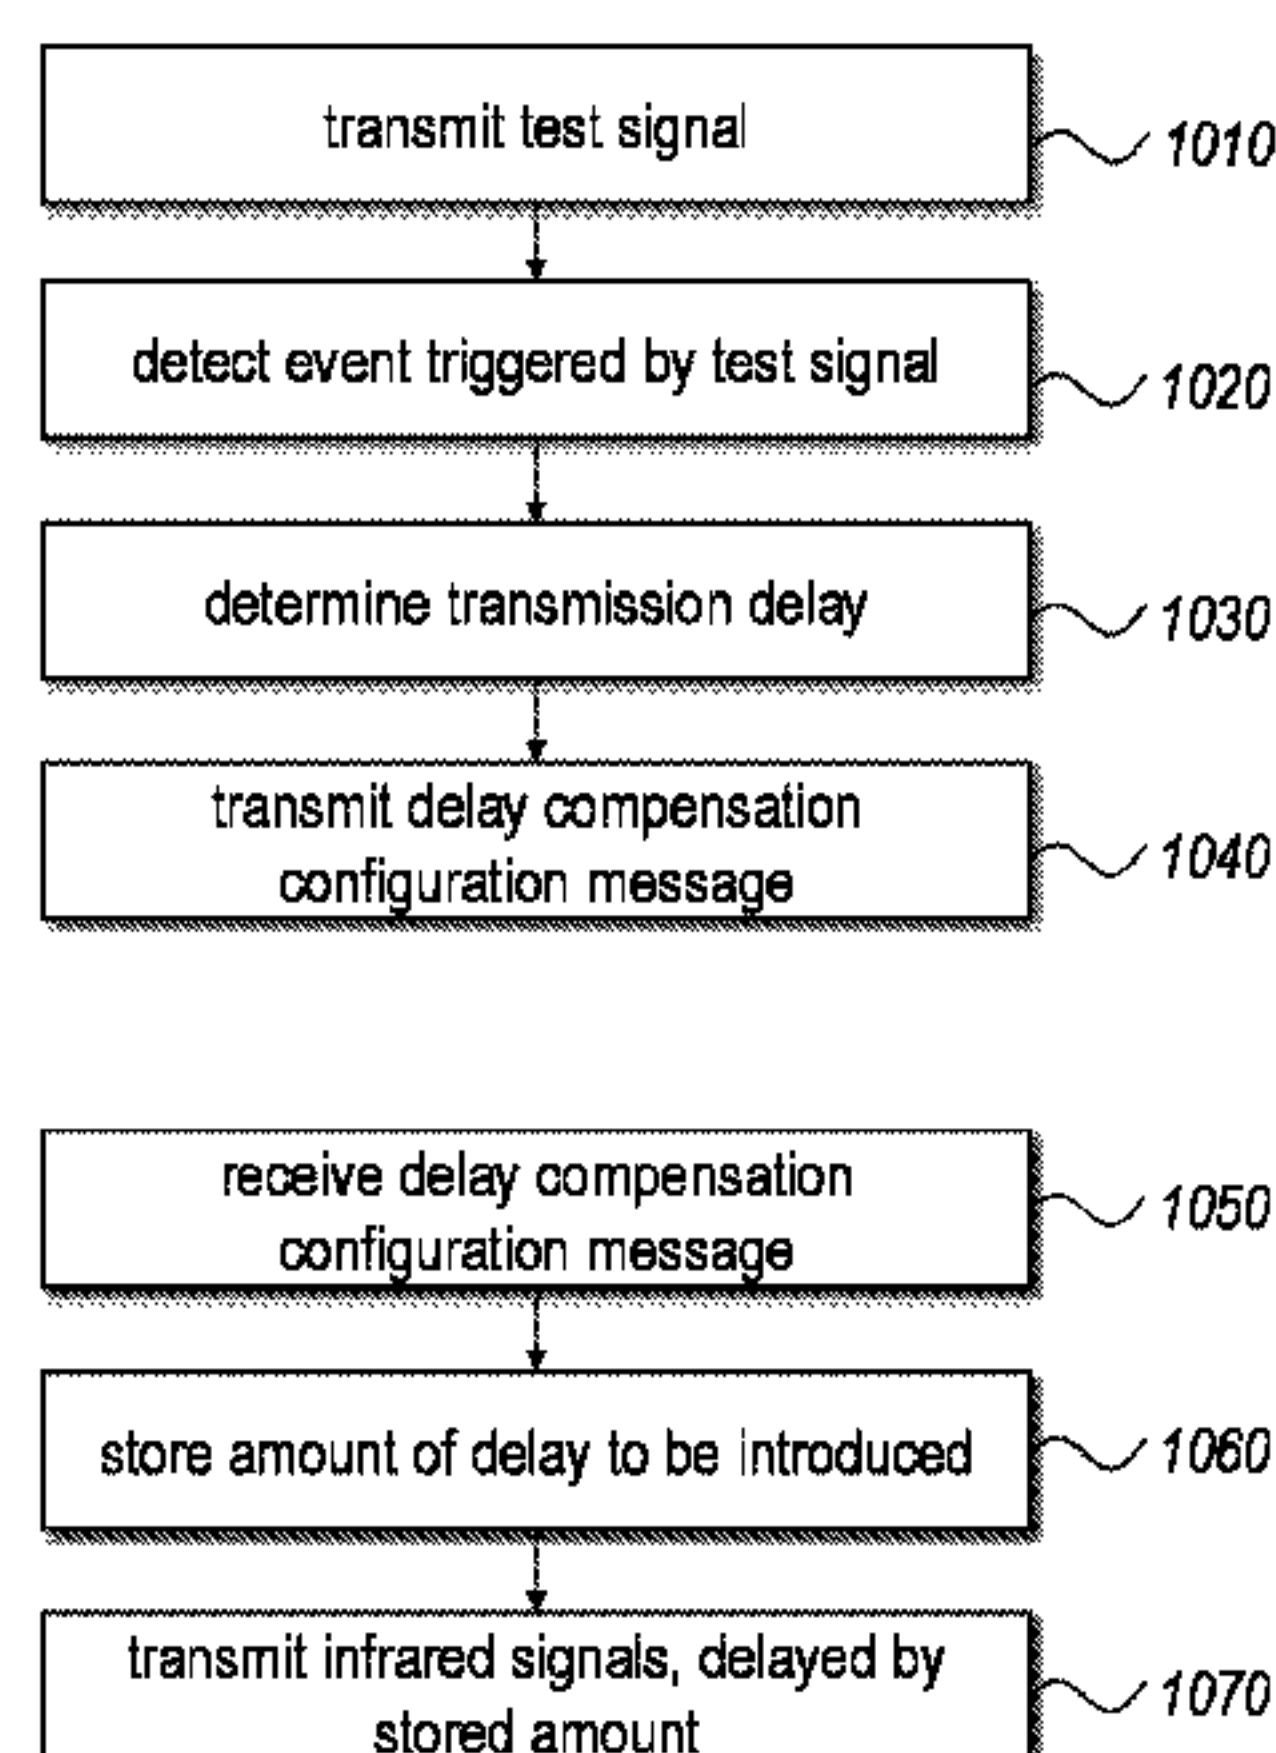 transmit test signal
1010
detect event triggered by test signal
1020
determine transmission delay
1030
transmit delay compensation
configuration message
1040
receive delay compensation
configuration message
1050
store amount of delay to be introduced
1060
transmit infrared signals, delayed by
stored amount
1070